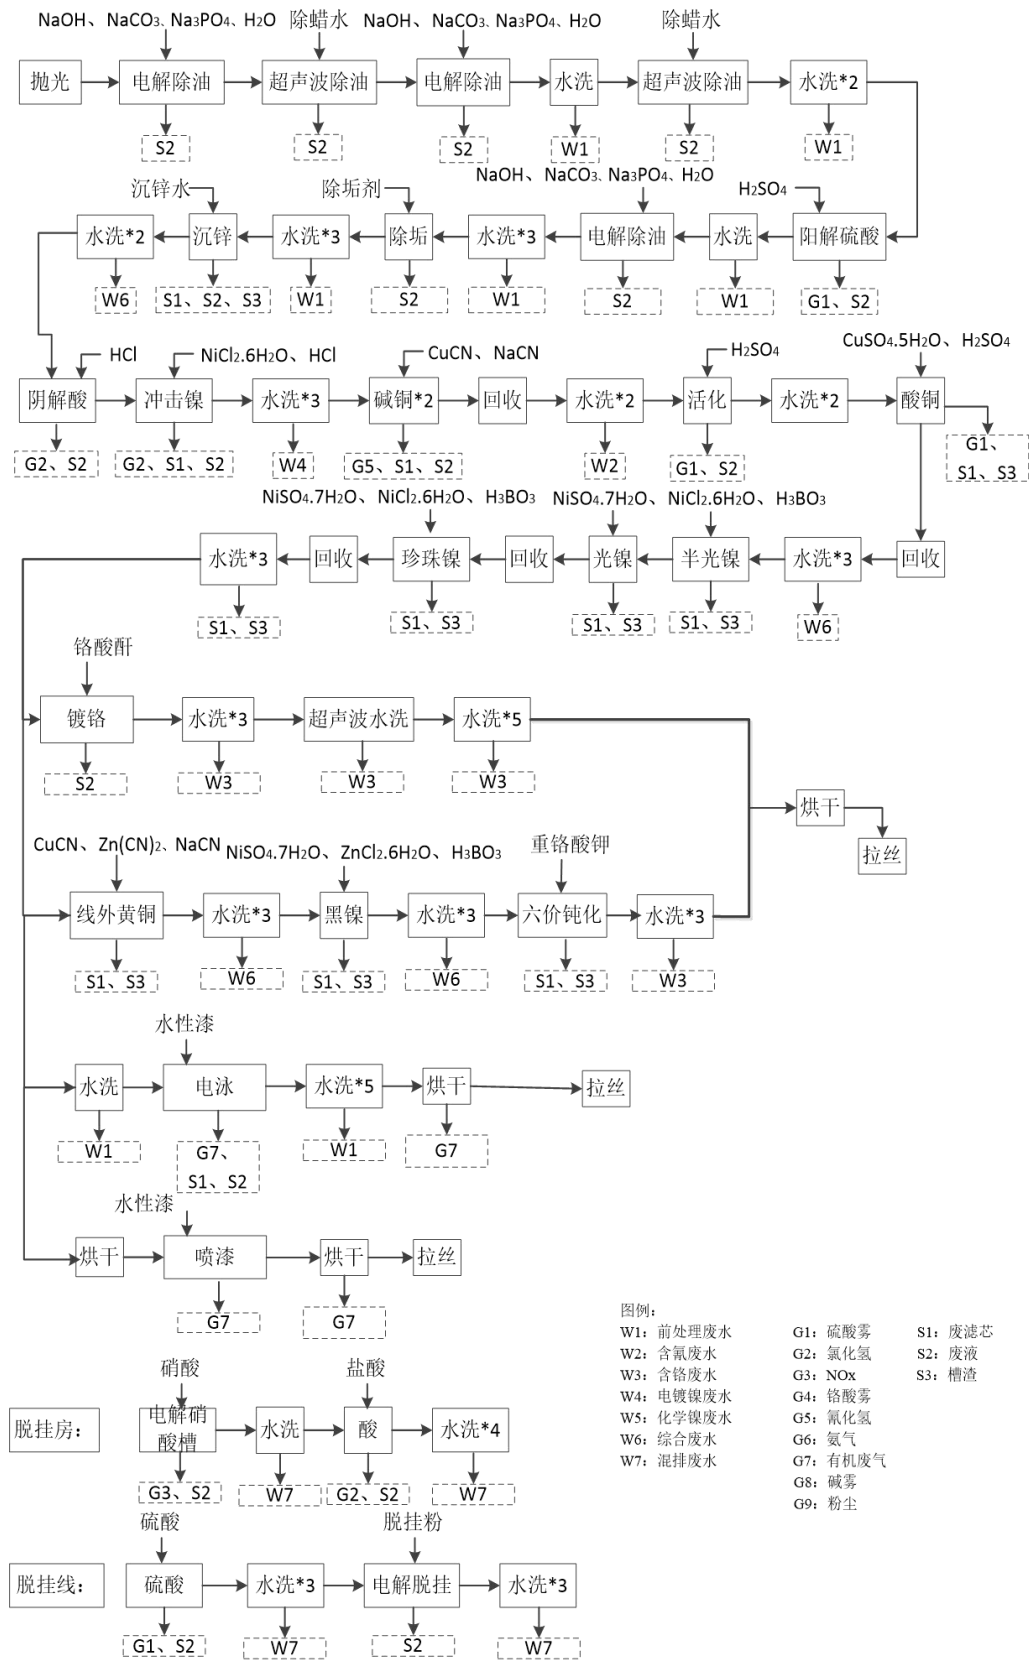 NaOH、NaCO3、Na3PO4、H2O 除蜡水 NaOH、NaCO3、Na3PO4、H2O 除蜡水
抛光 电解除油 超声波除油 电解除油 水洗 超声波除油 水洗*2
S2 S2 S2 W1 S2 W1
沉锌水 除垢剂 NaOH、NaCO3、Na3PO4、H2O H2SO4
水洗*2 沉锌 水洗*3 除垢 水洗*3 电解除油 水洗 阳解硫酸
W6 S1、S2、S3 W1 S2 W1 S2 W1 G1、S2
HCl NiCl2.6H2O、HCl CuCN、NaCN H2SO4 CuSO4.5H2O、H2SO4
阴解酸 冲击镍 水洗*3 碱铜*2 回收 水洗*2 活化 水洗*2 酸铜
G2、S2 G2、S1、S2 W4 G5、S1、S2 W2 G1、S2 G1、
S1、S3
NiSO4.7H2O、NiCl2.6H2O、H3BO3 NiSO4.7H2O、NiCl2.6H2O、H3BO3
水洗*3 回收 珍珠镍 回收 光镍 半光镍 水洗*3 回收
S1、S3 S1、S3 S1、S3 S1、S3 W6
铬酸酐
镀铬 水洗*3 超声波水洗 水洗*5
S2 W3 W3 W3
烘干
拉丝
CuCN、Zn(CN)2、NaCN NiSO4.7H2O、ZnCl2.6H2O、H3BO3 重铬酸钾
线外黄铜 水洗*3 黑镍 水洗*3 六价钝化 水洗*3
S1、S3 W6 S1、S3 W6 S1、S3 W3
水性漆
水洗 电泳 水洗*5 烘干 拉丝
W1 G7、 W1 G7
S1、S2
水性漆
烘干 喷漆 烘干 拉丝
G7 G7
图例：
W1：前处理废水 G1：硫酸雾 S1：废滤芯
W2：含氰废水 G2：氯化氢 S2：废液
W3：含铬废水 G3：NOx S3：槽渣
W4：电镀镍废水 G4：铬酸雾
W5：化学镍废水 G5：氰化氢
W6：综合废水 G6：氨气
W7：混排废水 G7：有机废气
G8：碱雾
G9：粉尘
硝酸 盐酸
脱挂房： 电解硝 水洗 酸 水洗*4
酸槽
G3、S2 W7 G2、S2 W7
硫酸 脱挂粉
脱挂线： 硫酸 水洗*3 电解脱挂 水洗*3
G1、S2 W7 S2 W7